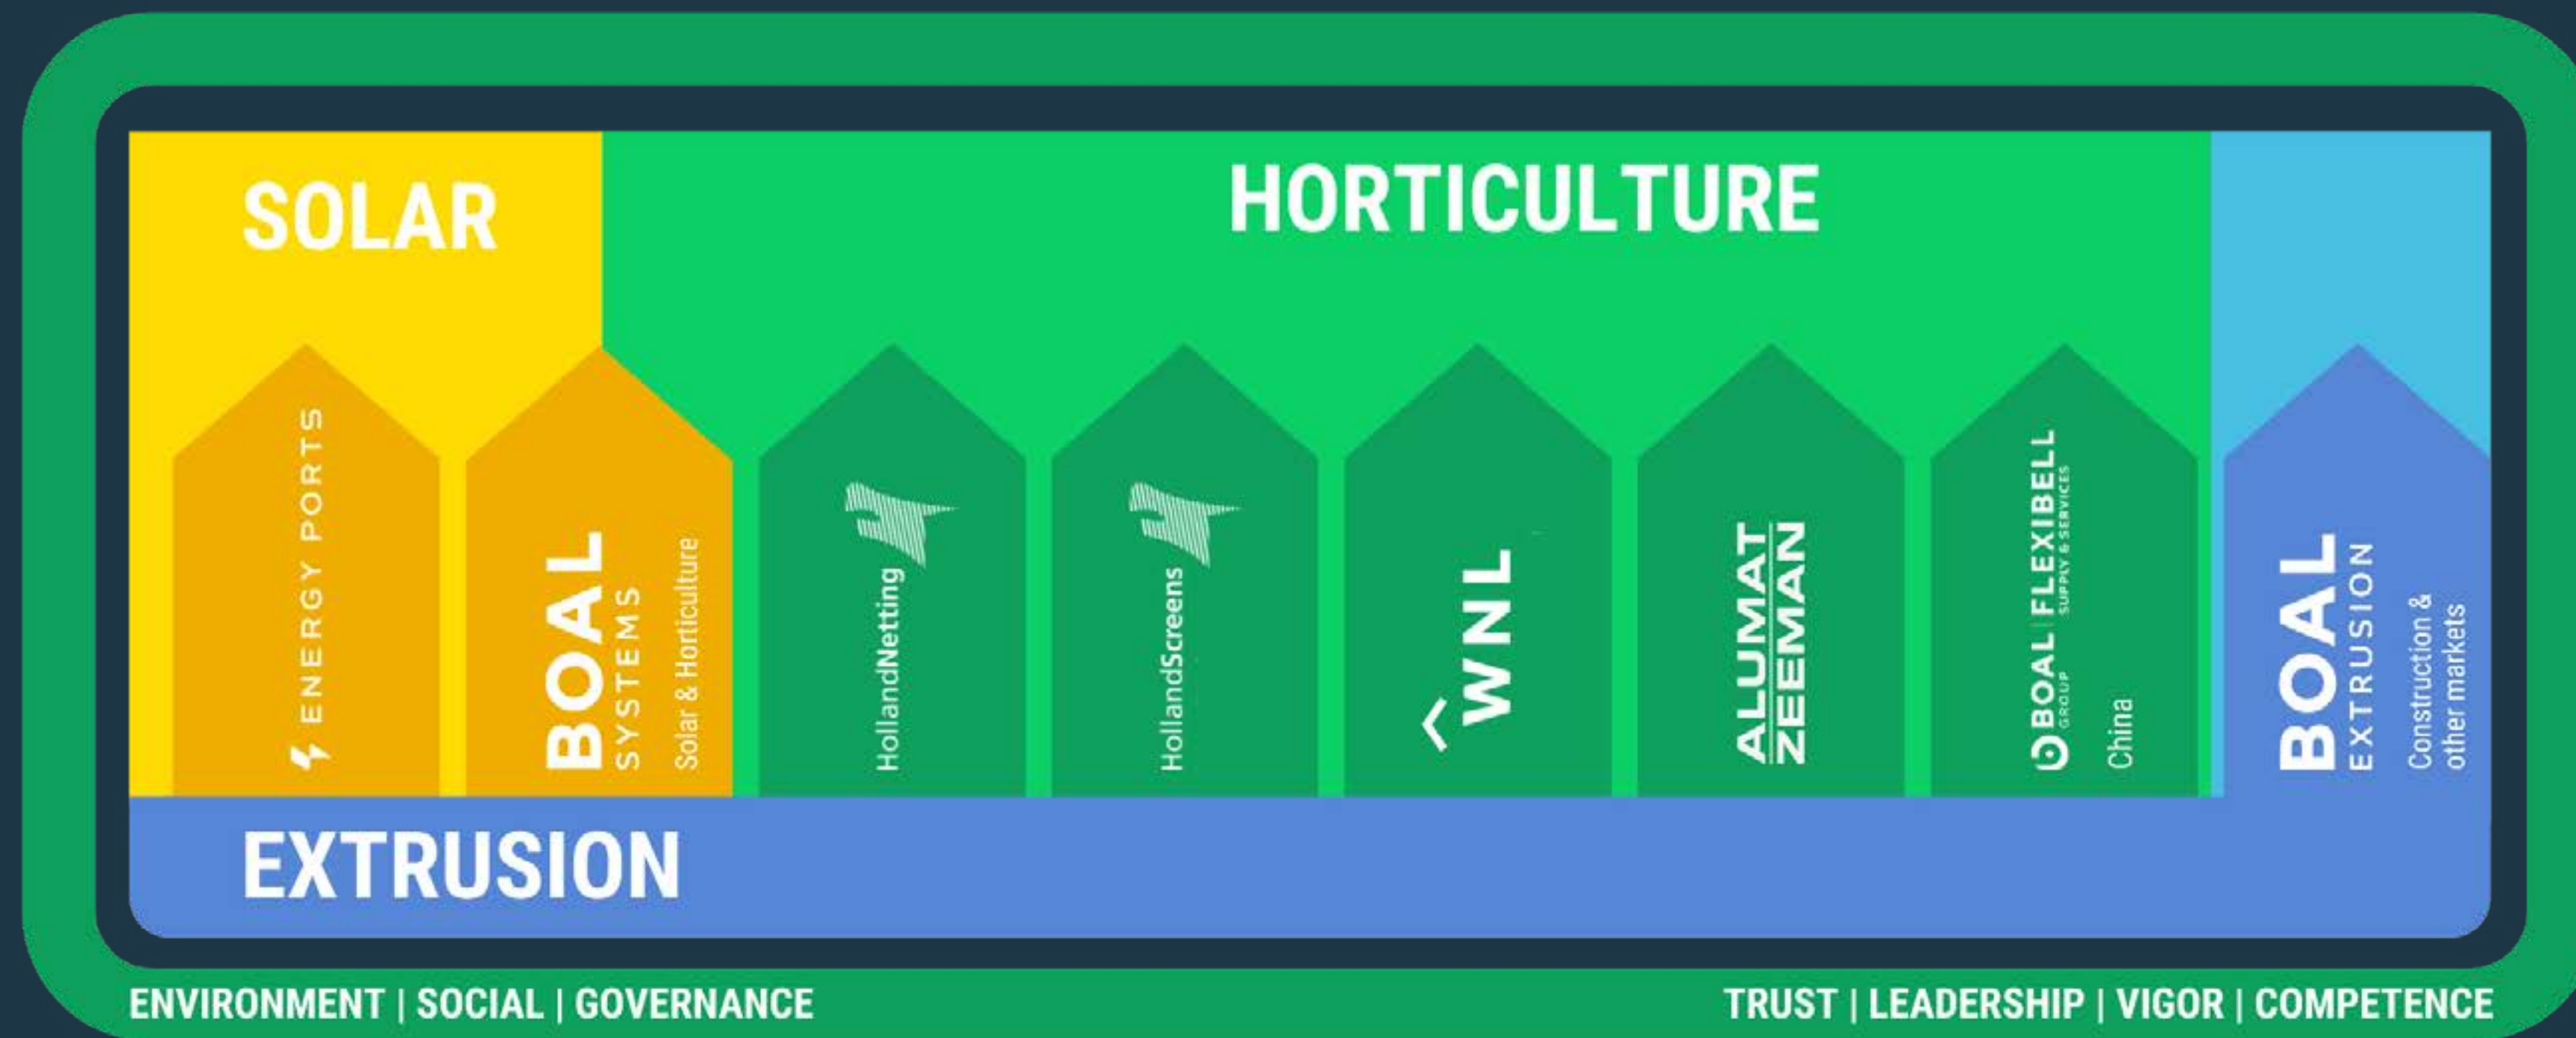 SOLAR
HORTICULTURE
ENERGY PORTS
BOAL
SYSTEMS
Solar & Horticulture
HollandNetting
HollandScreens
WNL
ALUMAT
ZEEMAN
BOAL | FLEXIBELL
GROUP SUPPLY & SERVICES
China
BOAL
EXTRUSION
Construction &
other markets
EXTRUSION
ENVIRONMENT | SOCIAL | GOVERNANCE
TRUST | LEADERSHIP | VIGOR | COMPETENCE